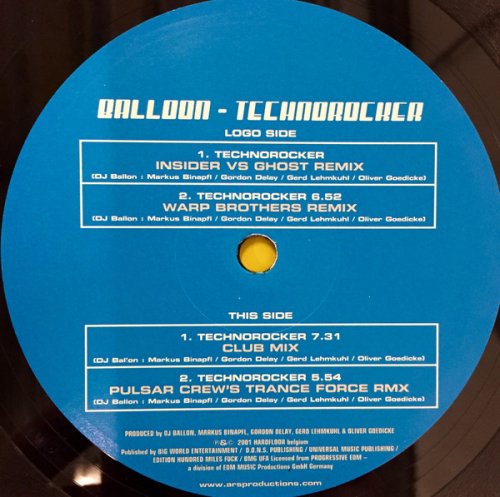 BALLOON - TECHNOROCKER
LOGO SIDE
1. TECHNOROCKER
INSIDER VS GHOST REMIX
(DJ Ballon : Markus Binapfl / Gordon Delay / Gerd Lehmkuhl / Oliver Goedicke)
2. TECHNOROCKER 6.52
WARP BROTHERS REMIX
(DJ Ballon : Markus Binapfl / Gordon Delay / Gerd Lehmkuhl / Oliver Goedicke)
THIS SIDE
1. TECHNOROCKER 7.31
CLUB MIX
(DJ Bal'on : Markus Binapfl / Gordon Delay / Gerd Lehmkuhl / Oliver Goedicke)
2. TECHNOROCKER 5.54
PULSAR CREW'S TRANCE FORCE RMX
(DJ Ballon : Markus Binapfl / Gordon Delay / Gerd Lehmkuhl / Oliver Goedicke)
PRODUCED BY DJ BALLON, MARKUS BINAPFL, GORDON DELAY, GERD LEHMKUHL & OLIVER GOEDICKE
℗&© 2001 HARDFLOOR belgium
Published by BIG WORLD ENTERTAINMENT / D.O.N.S. PUBLISHING / UNIVERSAL MUSIC PUBLISHING /
EDITION HUNDRED MILES FUCK / BMG UFA Licensed from PROGRESSIVE EDM –
a division of EDM MUSIC Productions GmbH Germany
www.arsproductions.com